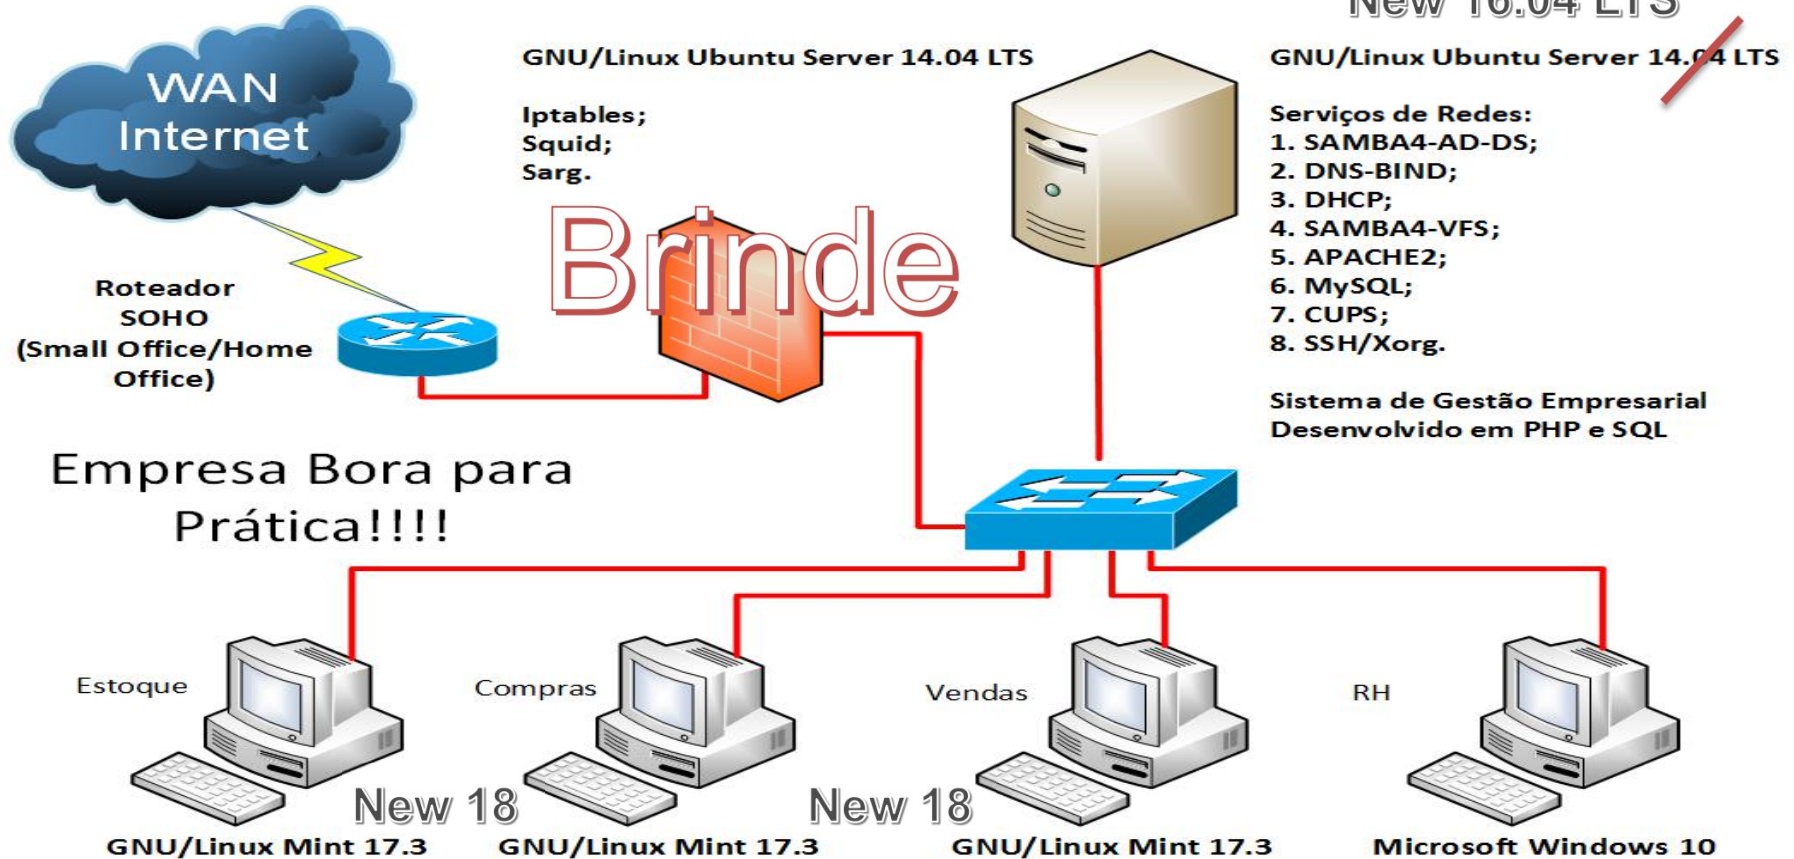 New 16.04 LTS
WAN
Internet
GNU/Linux Ubuntu Server 14.04 LTS
Iptables;
Squid;
Sarg.
GNU/Linux Ubuntu Server 14.04 LTS
Serviços de Redes:
1. SAMBA4-AD-DS;
2. DNS-BIND;
3. DHCP;
4. SAMBA4-VFS;
5. APACHE2;
6. MySQL;
7. CUPS;
8. SSH/Xorg.
Sistema de Gestão Empresarial
Desenvolvido em PHP e SQL
Brinde
Roteador
SOHO
(Small Office/Home
Office)
Empresa Bora para
Prática!!!!
Estoque
Compras
Vendas
RH
New 18
New 18
GNU/Linux Mint 17.3
GNU/Linux Mint 17.3
GNU/Linux Mint 17.3
Microsoft Windows 10